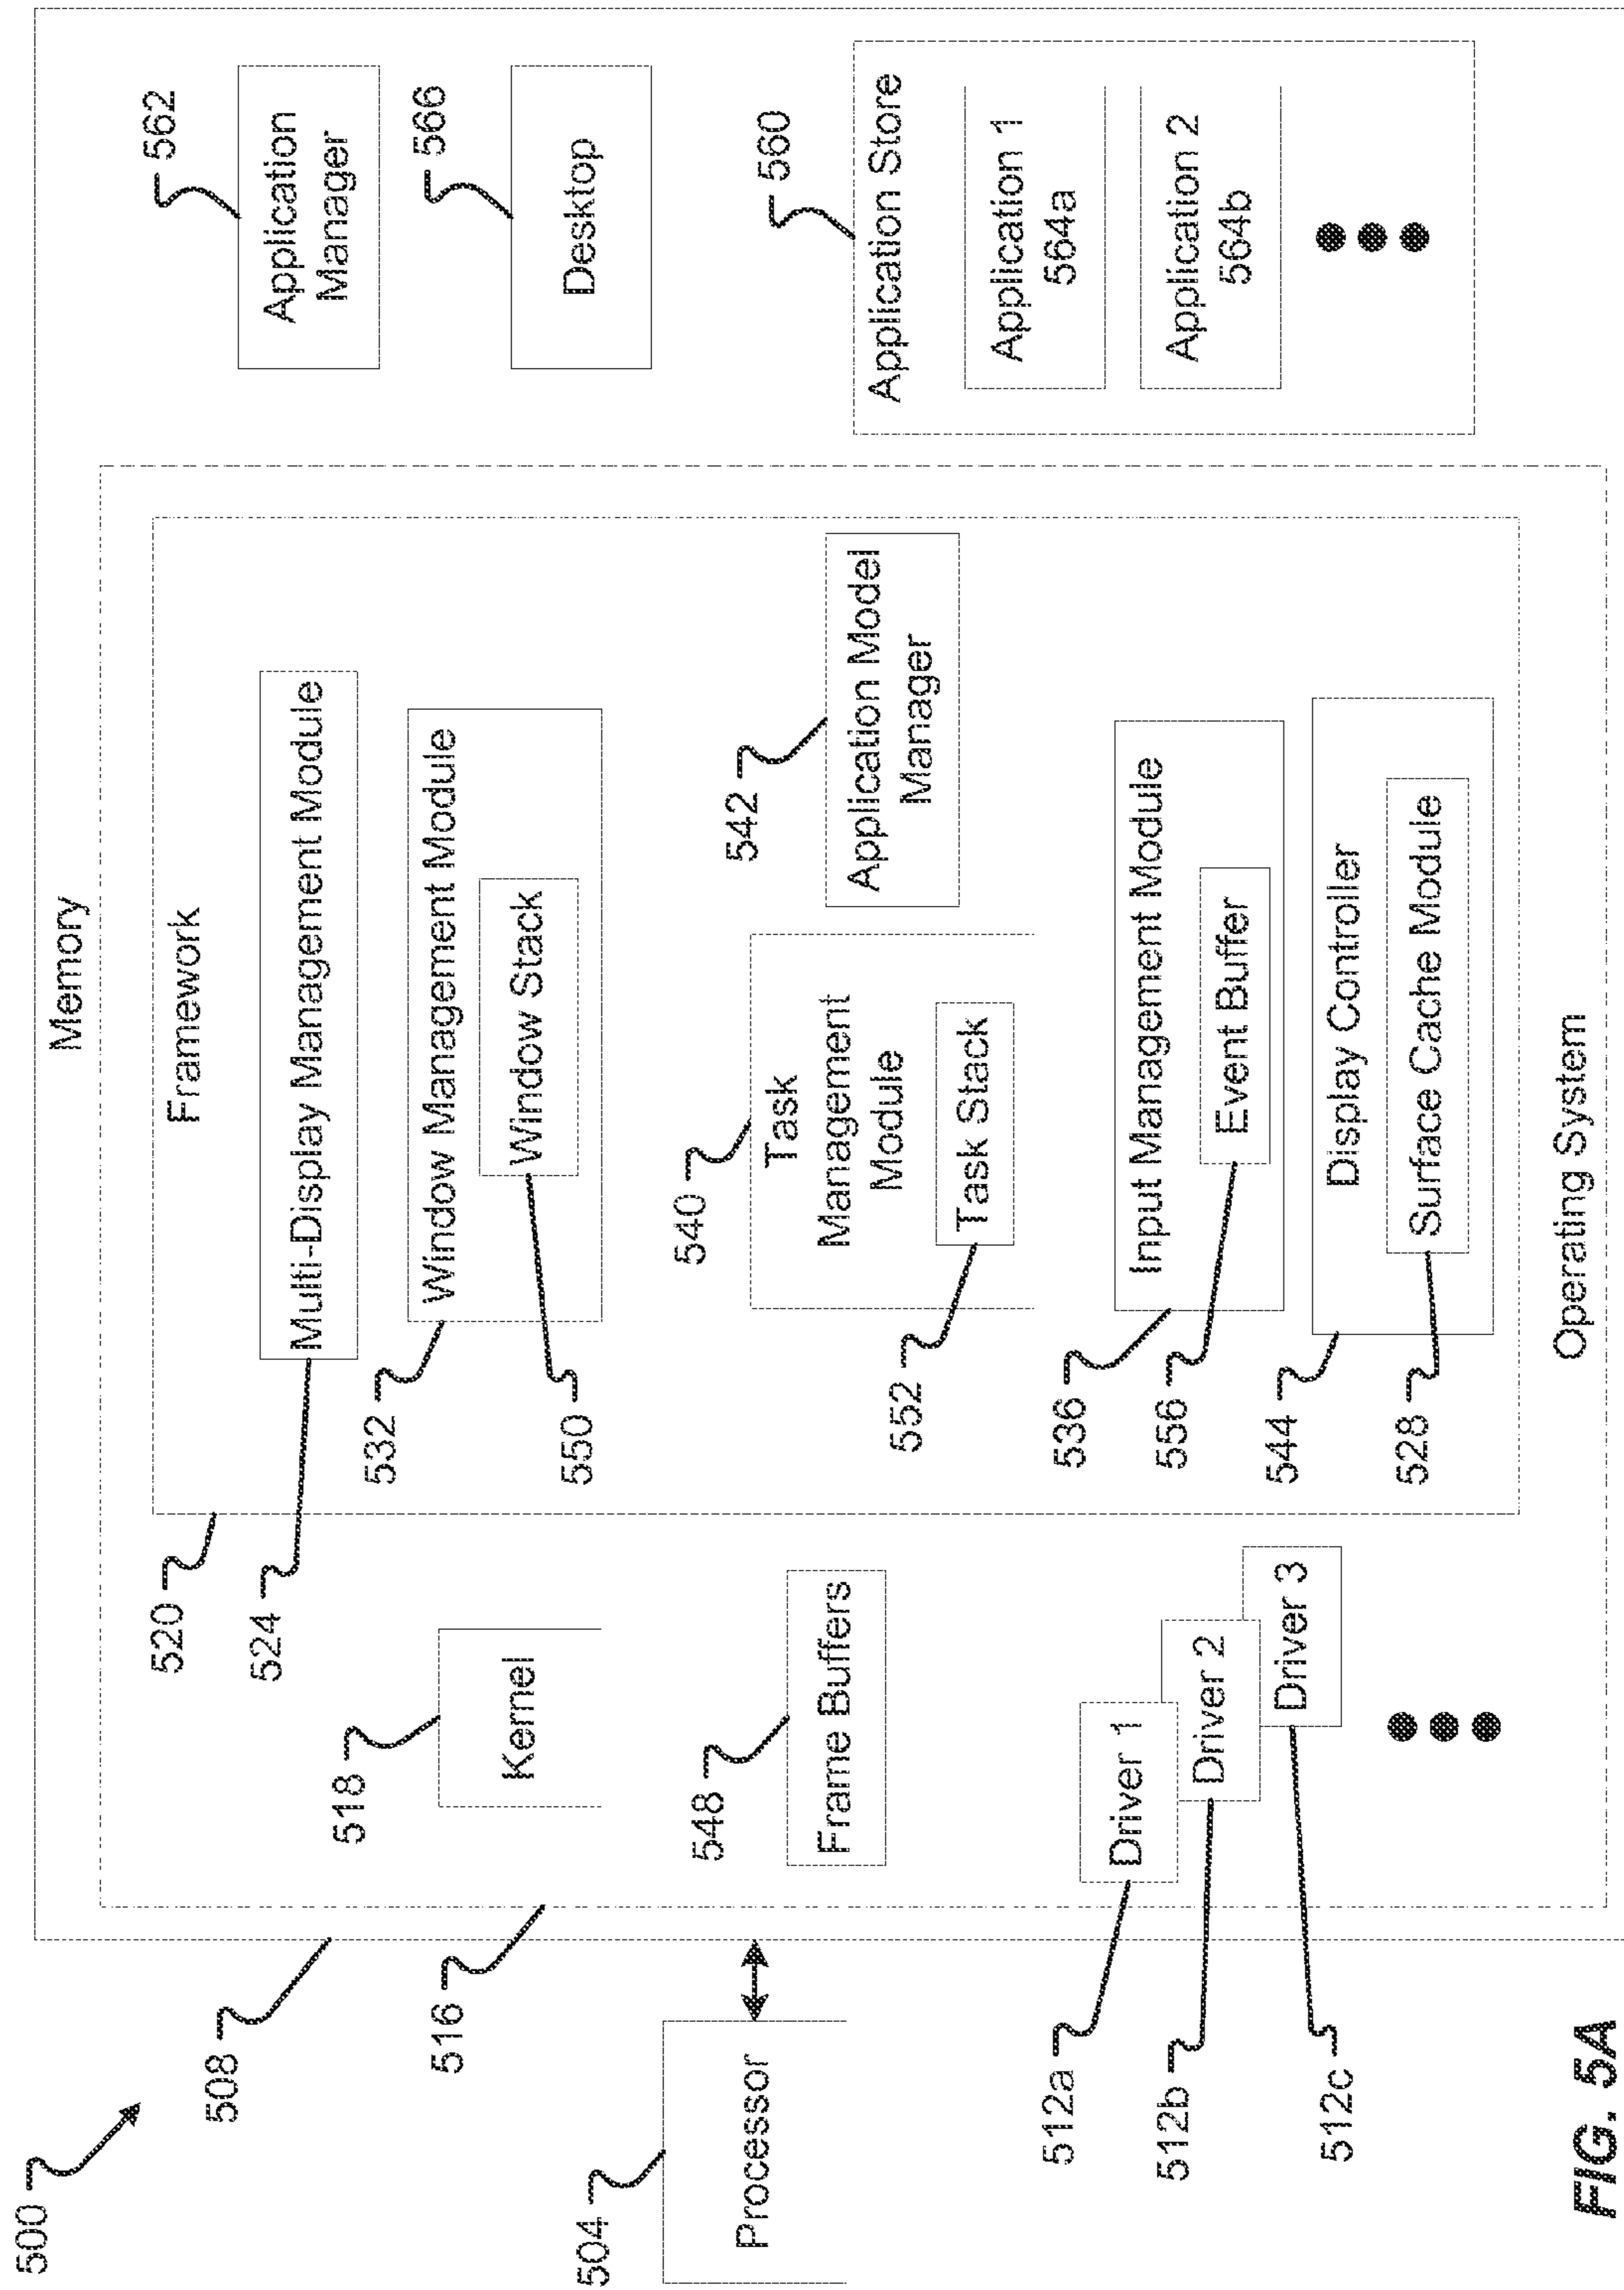 500
508
Memory
516
Operating System
504
Processor
520
Framework
524
Multi-Display Management Module
518
Kernel
532
Window Management Module
550
Window Stack
548
Frame Buffers
540
Task
Management
Module
552
Task Stack
542
Application Model
Manager
512a
Driver 1
512b
Driver 2
512c
Driver 3
536
Input Management Module
556
Event Buffer
544
Display Controller
528
Surface Cache Module
562
Application
Manager
566
Desktop
560
Application Store
Application 1
564a
Application 2
564b
FIG. 5A